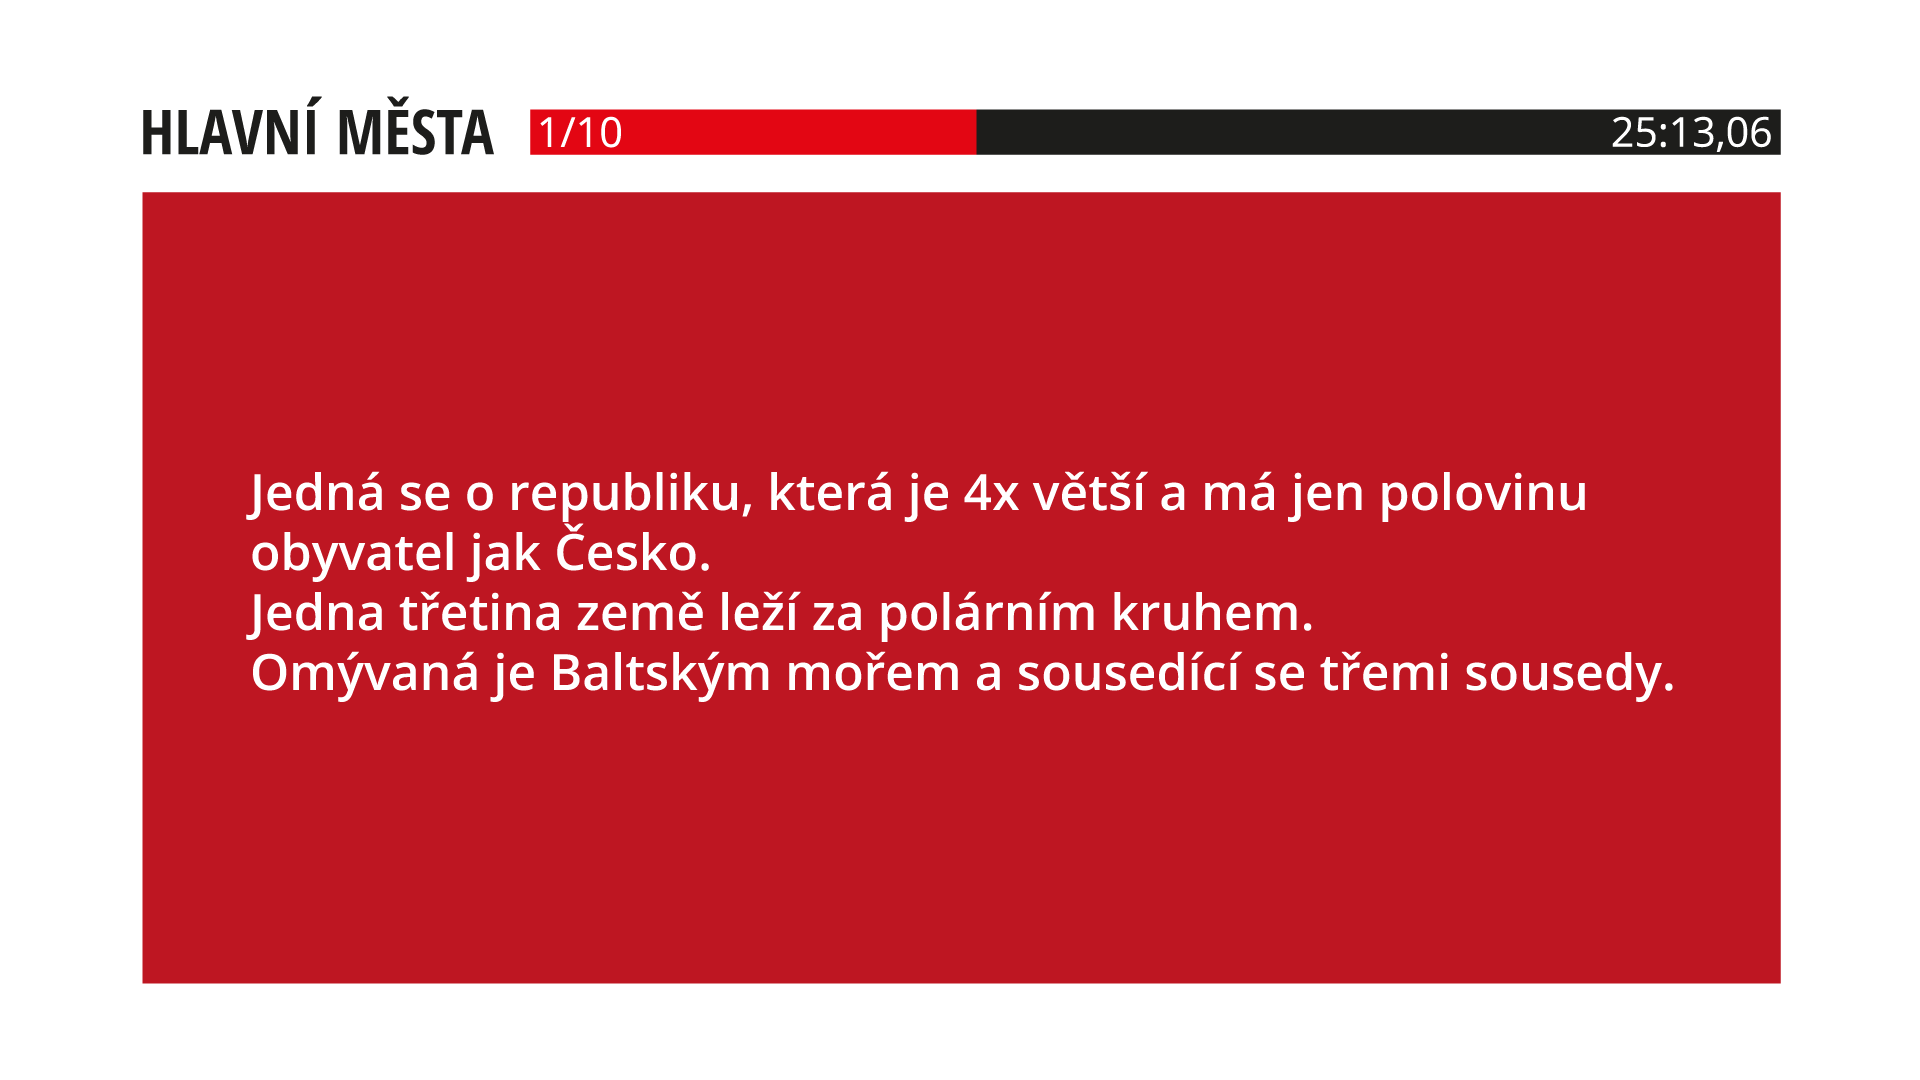 HLAVNÍ MĚSTA 1/10 25:13,06
Jedná se o republiku, která je 4x větší a má jen polovinu
obyvatel jak Česko.
Jedna třetina země leží za polárním kruhem.
Omývaná je Baltským mořem a sousedící se třemi sousedy.